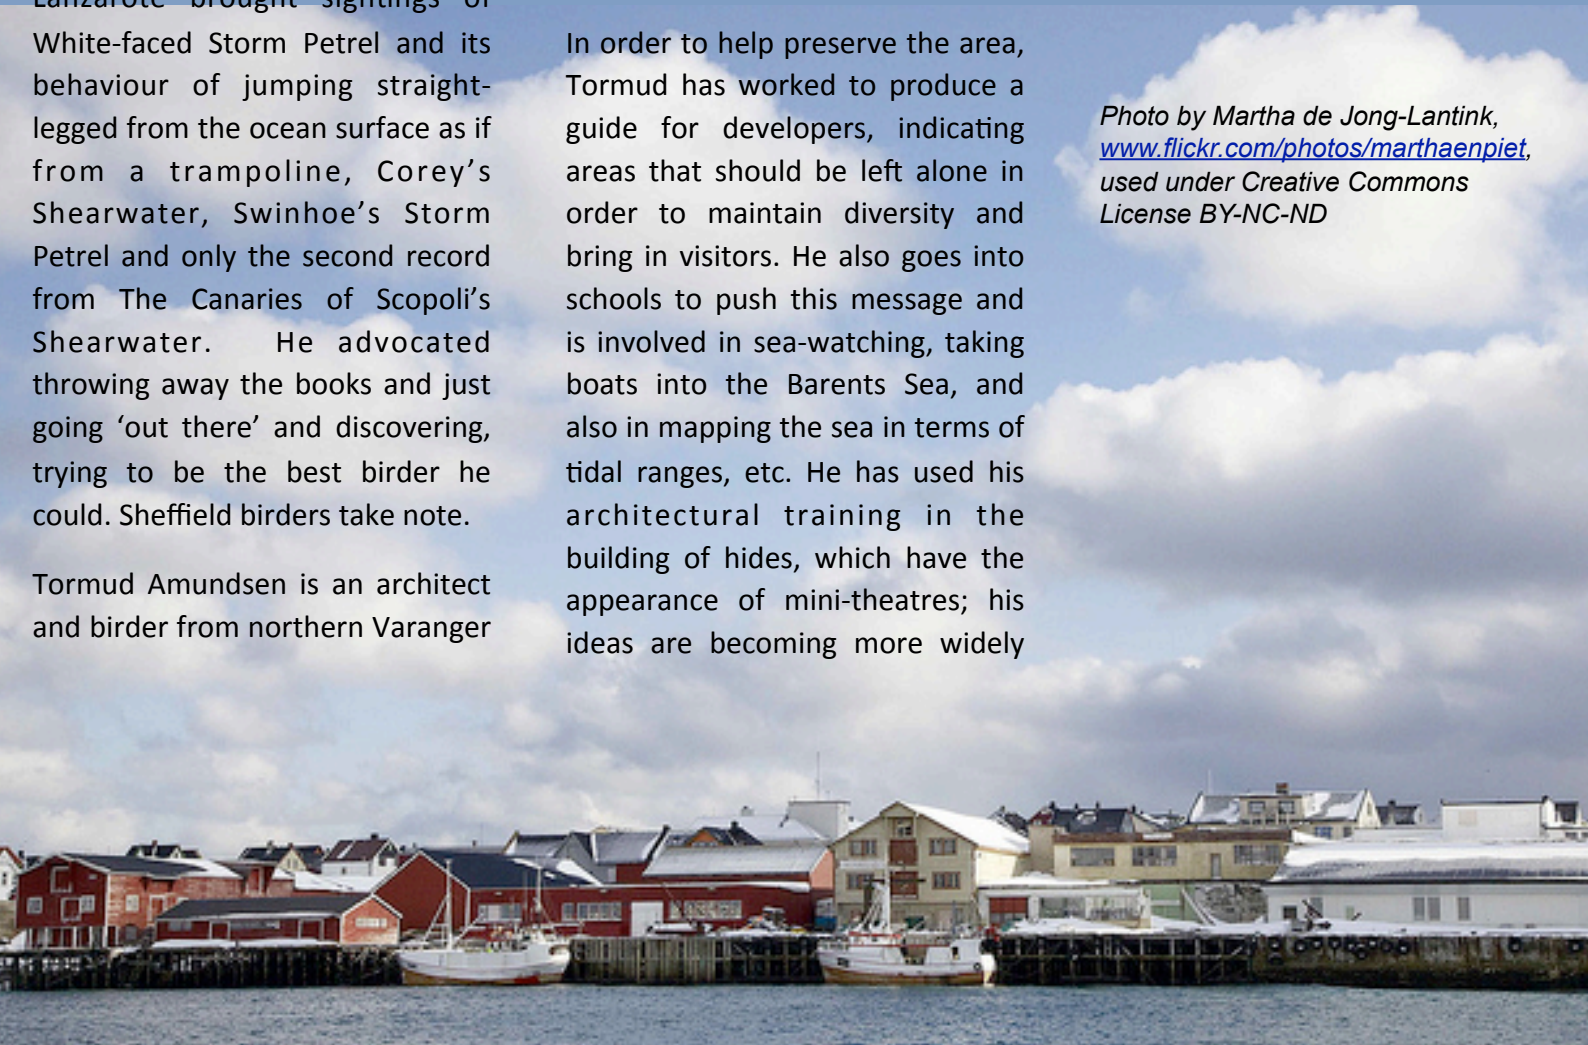 Lanzarote brought sightings of
White-faced Storm Petrel and its
behaviour of jumping straight-
legged from the ocean surface as if
from a trampoline, Corey’s
Shearwater, Swinhoe’s Storm
Petrel and only the second record
from The Canaries of Scopoli’s
Shearwater. He advocated
throwing away the books and just
going ‘out there’ and discovering,
trying to be the best birder he
could. Sheffield birders take note.
Tormud Amundsen is an architect
and birder from northern Varanger
In order to help preserve the area,
Tormud has worked to produce a
guide for developers, indicating
areas that should be left alone in
order to maintain diversity and
bring in visitors. He also goes into
schools to push this message and
is involved in sea-watching, taking
boats into the Barents Sea, and
also in mapping the sea in terms of
tidal ranges, etc. He has used his
architectural training in the
building of hides, which have the
appearance of mini-theatres; his
ideas are becoming more widely
Photo by Martha de Jong-Lantink,
www.flickr.com/photos/marthaenpiet,
used under Creative Commons
License BY-NC-ND